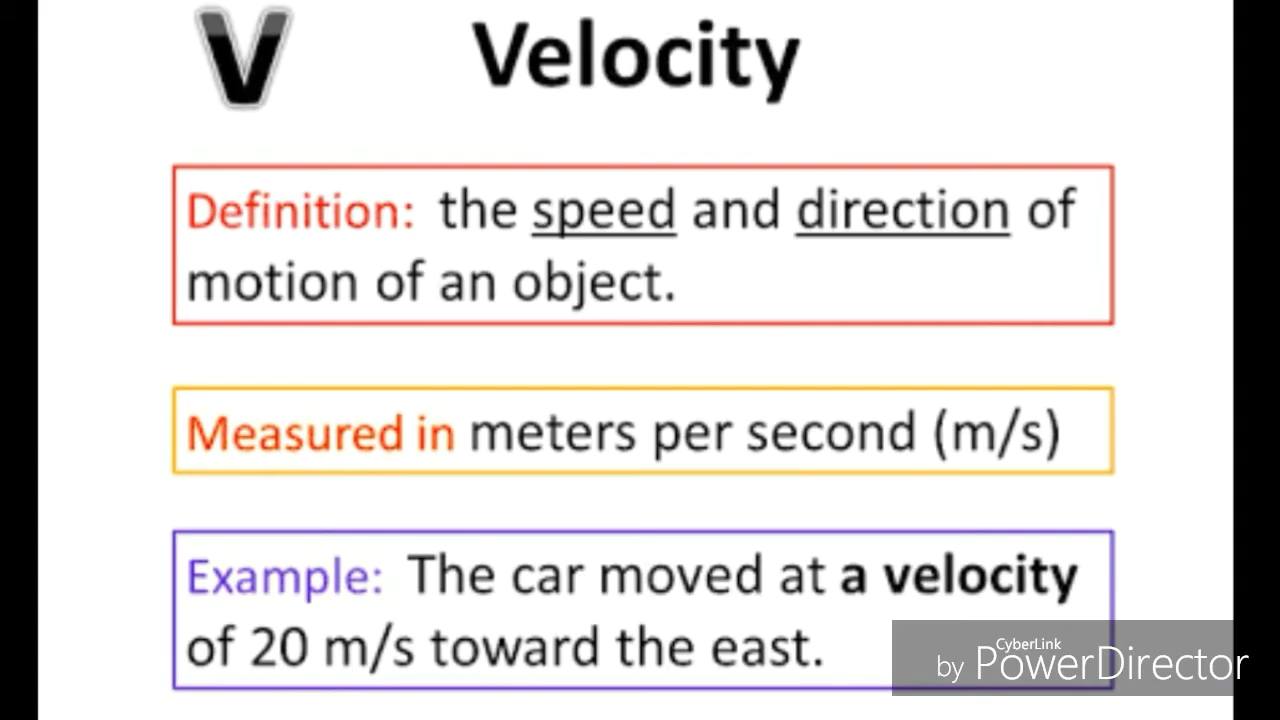 V Velocity
Definition: the speed and direction of
motion of an object.
Measured in meters per second (m/s)
Example: The car moved at a velocity
of 20 m/s toward the east.
CyberLink
by PowerDirector